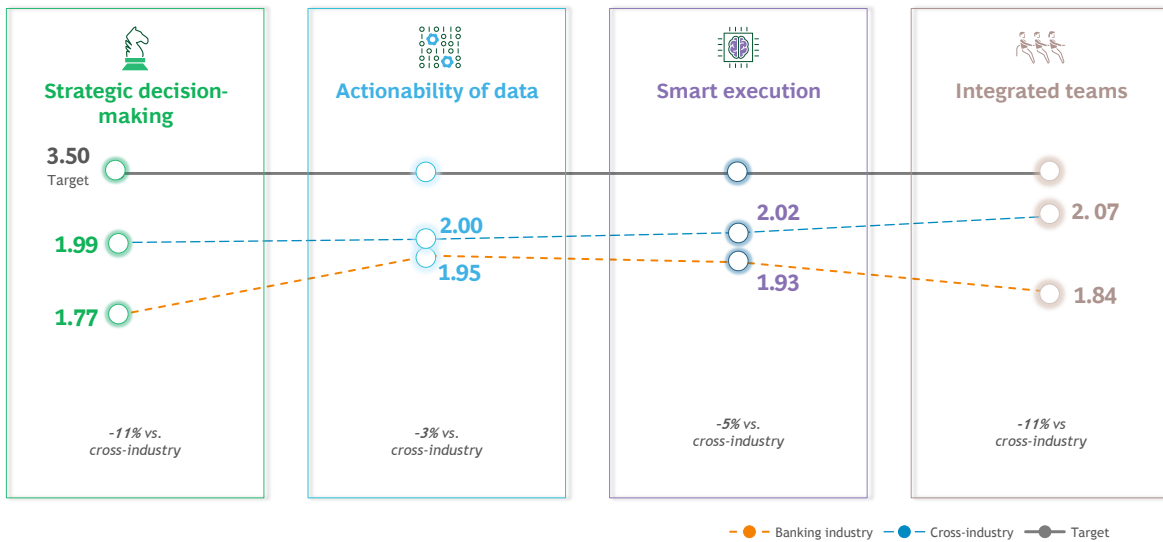 Strategic decision-
making
Actionability of data
Smart execution
Integrated teams
3.50
Target
1.99
2.00
2.02
2. 07
1.77
1.95
1.93
1.84
-11% vs.
cross-industry
-3% vs.
cross-industry
-5% vs.
cross-industry
-11% vs
cross-industry
Banking industry
Cross-industry
Target